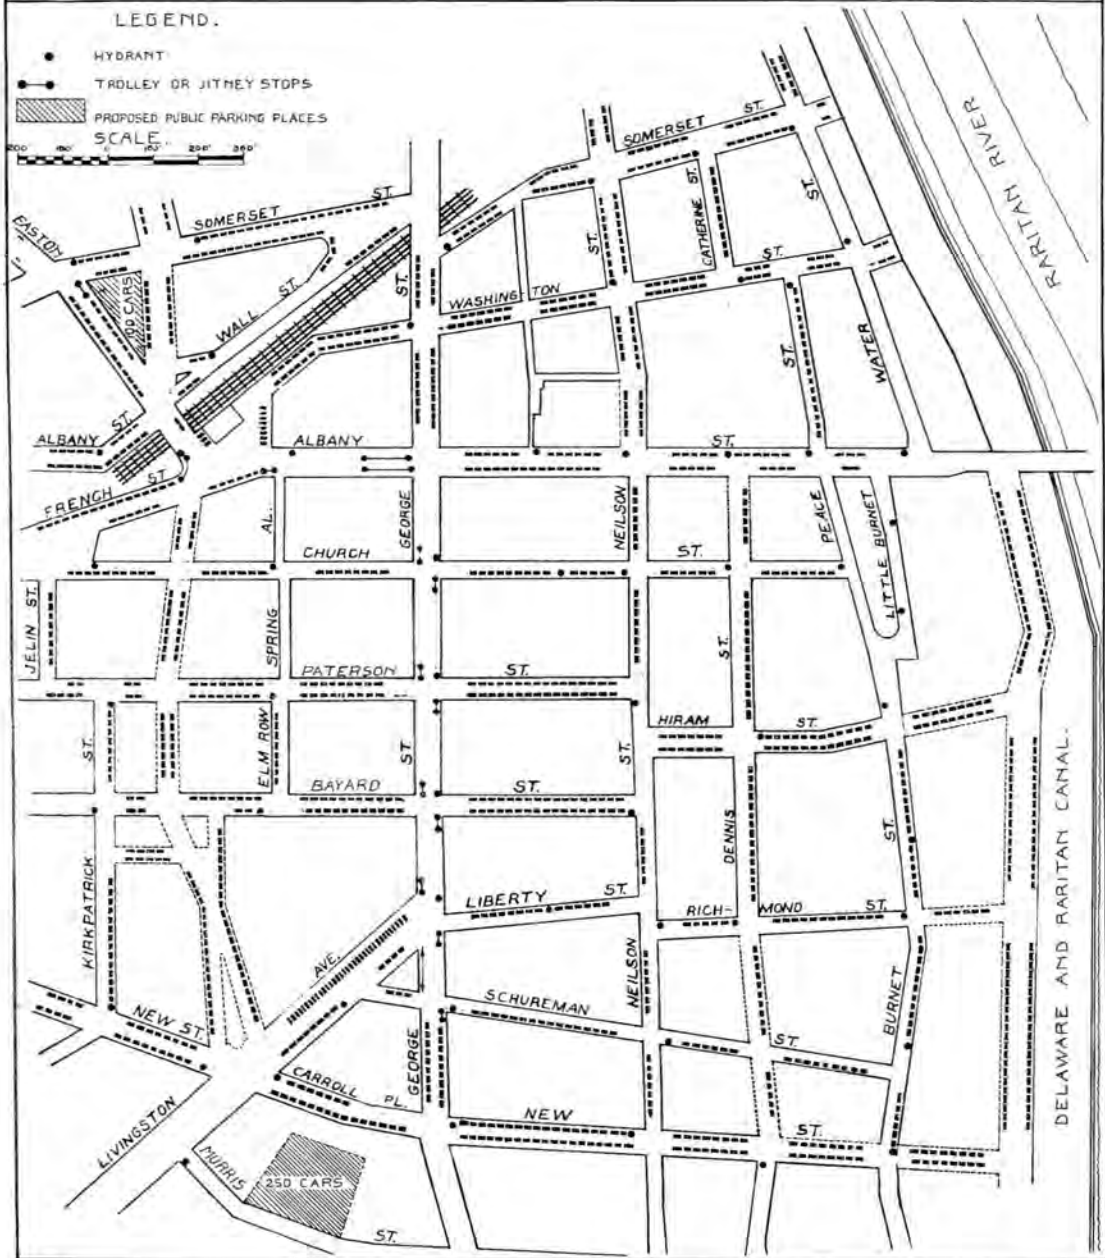 LEGEND.
HYDRANT
TROLLEY OR JITNEY STOPS
PROPOSED PUBLIC PARKING PLACES
SCALE
200' 100' 0 100' 200' 300'
SOMERSET ST.
RARITAN RIVER
SOMERSET ST.
EASTON
CATHERINE ST.
ST.
ST.
ST.
ST.
100 CARS
WALL ST.
WASHINGTON
ST.
WATER
ALBANY ST.
ALBANY
ST.
FRENCH ST.
AL.
GEORGE
NEILSON
PEACE
LITTLE BURNET
CHURCH
ST.
JELIN ST.
SPRING
PATERSON
ST.
ST.
HIRAM
ST.
ST.
ELM ROW
ST.
ST.
BAYARD
ST.
DELAWARE AND RARITAN CANAL.
DENNIS
ST.
KIRKPATRICK
LIBERTY
ST.
RICHMOND
ST.
AVE.
NEILSON
BURNET
NEW ST.
SCHUREMAN
ST.
GEORGE
CARROLL PL.
NEW
ST.
LIVINGSTON
MORRIS
250 CARS
ST.